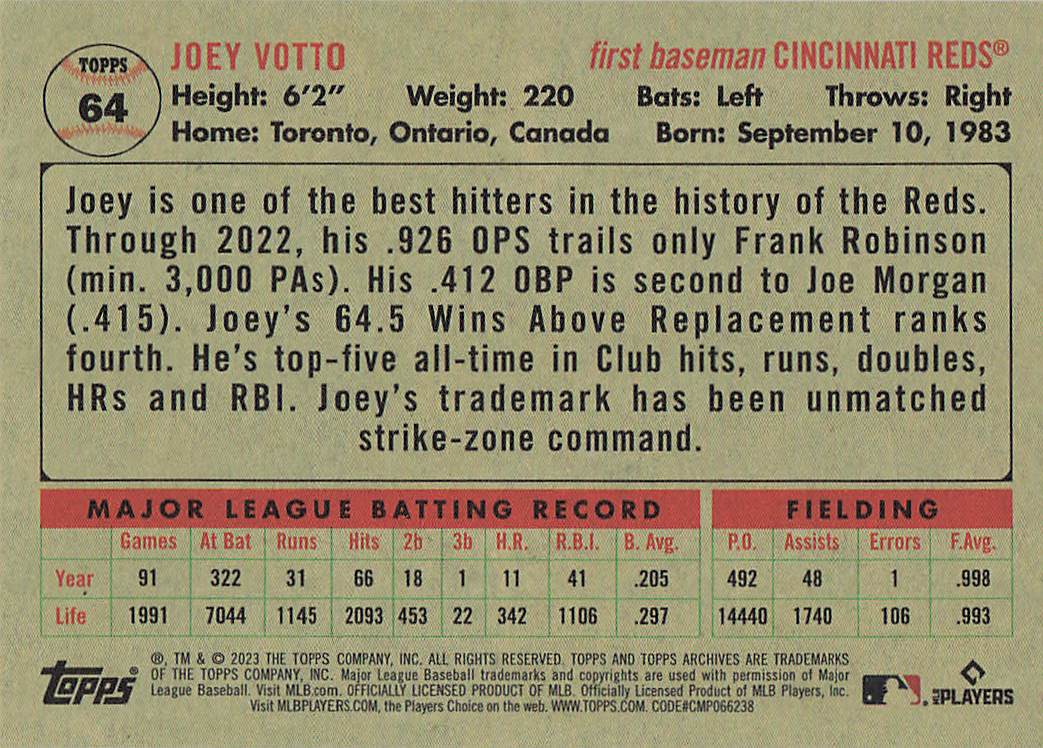 TOPPS
64
JOEY VOTTO first baseman CINCINNATI REDS®
Height: 6'2" Weight: 220 Bats: Left Throws: Right
Home: Toronto, Ontario, Canada Born: September 10, 1983
Joey is one of the best hitters in the history of the Reds.
Through 2022, his .926 OPS trails only Frank Robinson
(min. 3,000 PAs). His .412 OBP is second to Joe Morgan
(.415). Joey's 64.5 Wins Above Replacement ranks
fourth. He's top-five all-time in Club hits, runs, doubles,
HRs and RBI. Joey's trademark has been unmatched
strike-zone command.
MAJOR LEAGUE BATTING RECORD FIELDING
Games At Bat Runs Hits 2b 3b H.R. R.B.I. B. Avg. P.O. Assists Errors F.Avg.
Year 91 322 31 66 18 1 11 41 .205 492 48 1 .998
Life 1991 7044 1145 2093 453 22 342 1106 .297 14440 1740 106 .993
Topps®
®, TM & © 2023 THE TOPPS COMPANY, INC. ALL RIGHTS RESERVED. TOPPS AND TOPPS ARCHIVES ARE TRADEMARKS
OF THE TOPPS COMPANY, INC. Major League Baseball trademarks and copyrights are used with permission of Major
League Baseball. Visit MLB.com. OFFICIALLY LICENSED PRODUCT OF MLB. Officially Licensed Product of MLB Players, Inc.
Visit MLBPLAYERS.COM, the Players Choice on the web. WWW.TOPPS.COM. CODE#CMP066238
MLB PLAYERS